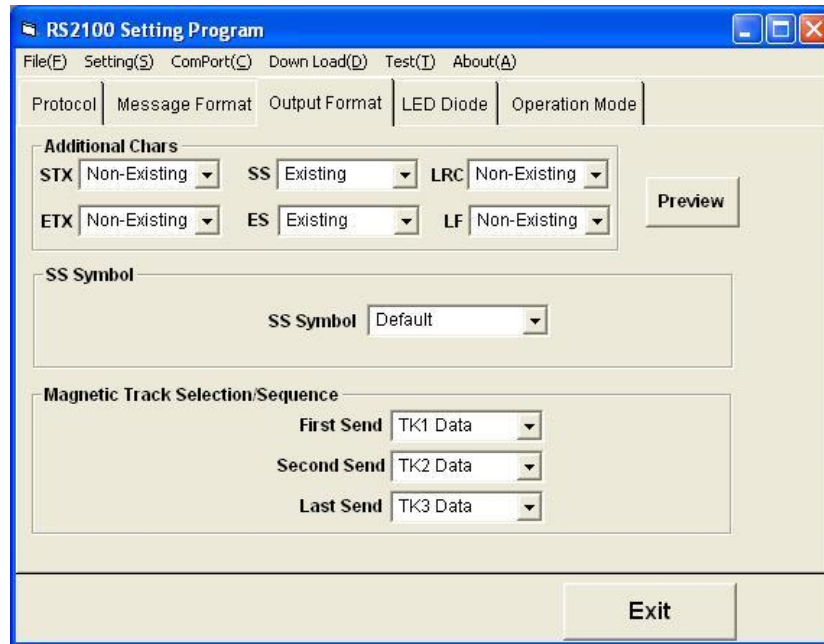 RS2100 Setting Program
File(F) Setting(S) ComPort(C) Down Load(D) Test(T) About(A)
Protocol Message Format Output Format LED Diode Operation Mode
Additional Chars
STX Non-Existing SS Existing LRC Non-Existing
ETX Non-Existing ES Existing LF Non-Existing
Preview
SS Symbol
SS Symbol Default
Magnetic Track Selection/Sequence
First Send TK1 Data
Second Send TK2 Data
Last Send TK3 Data
Exit